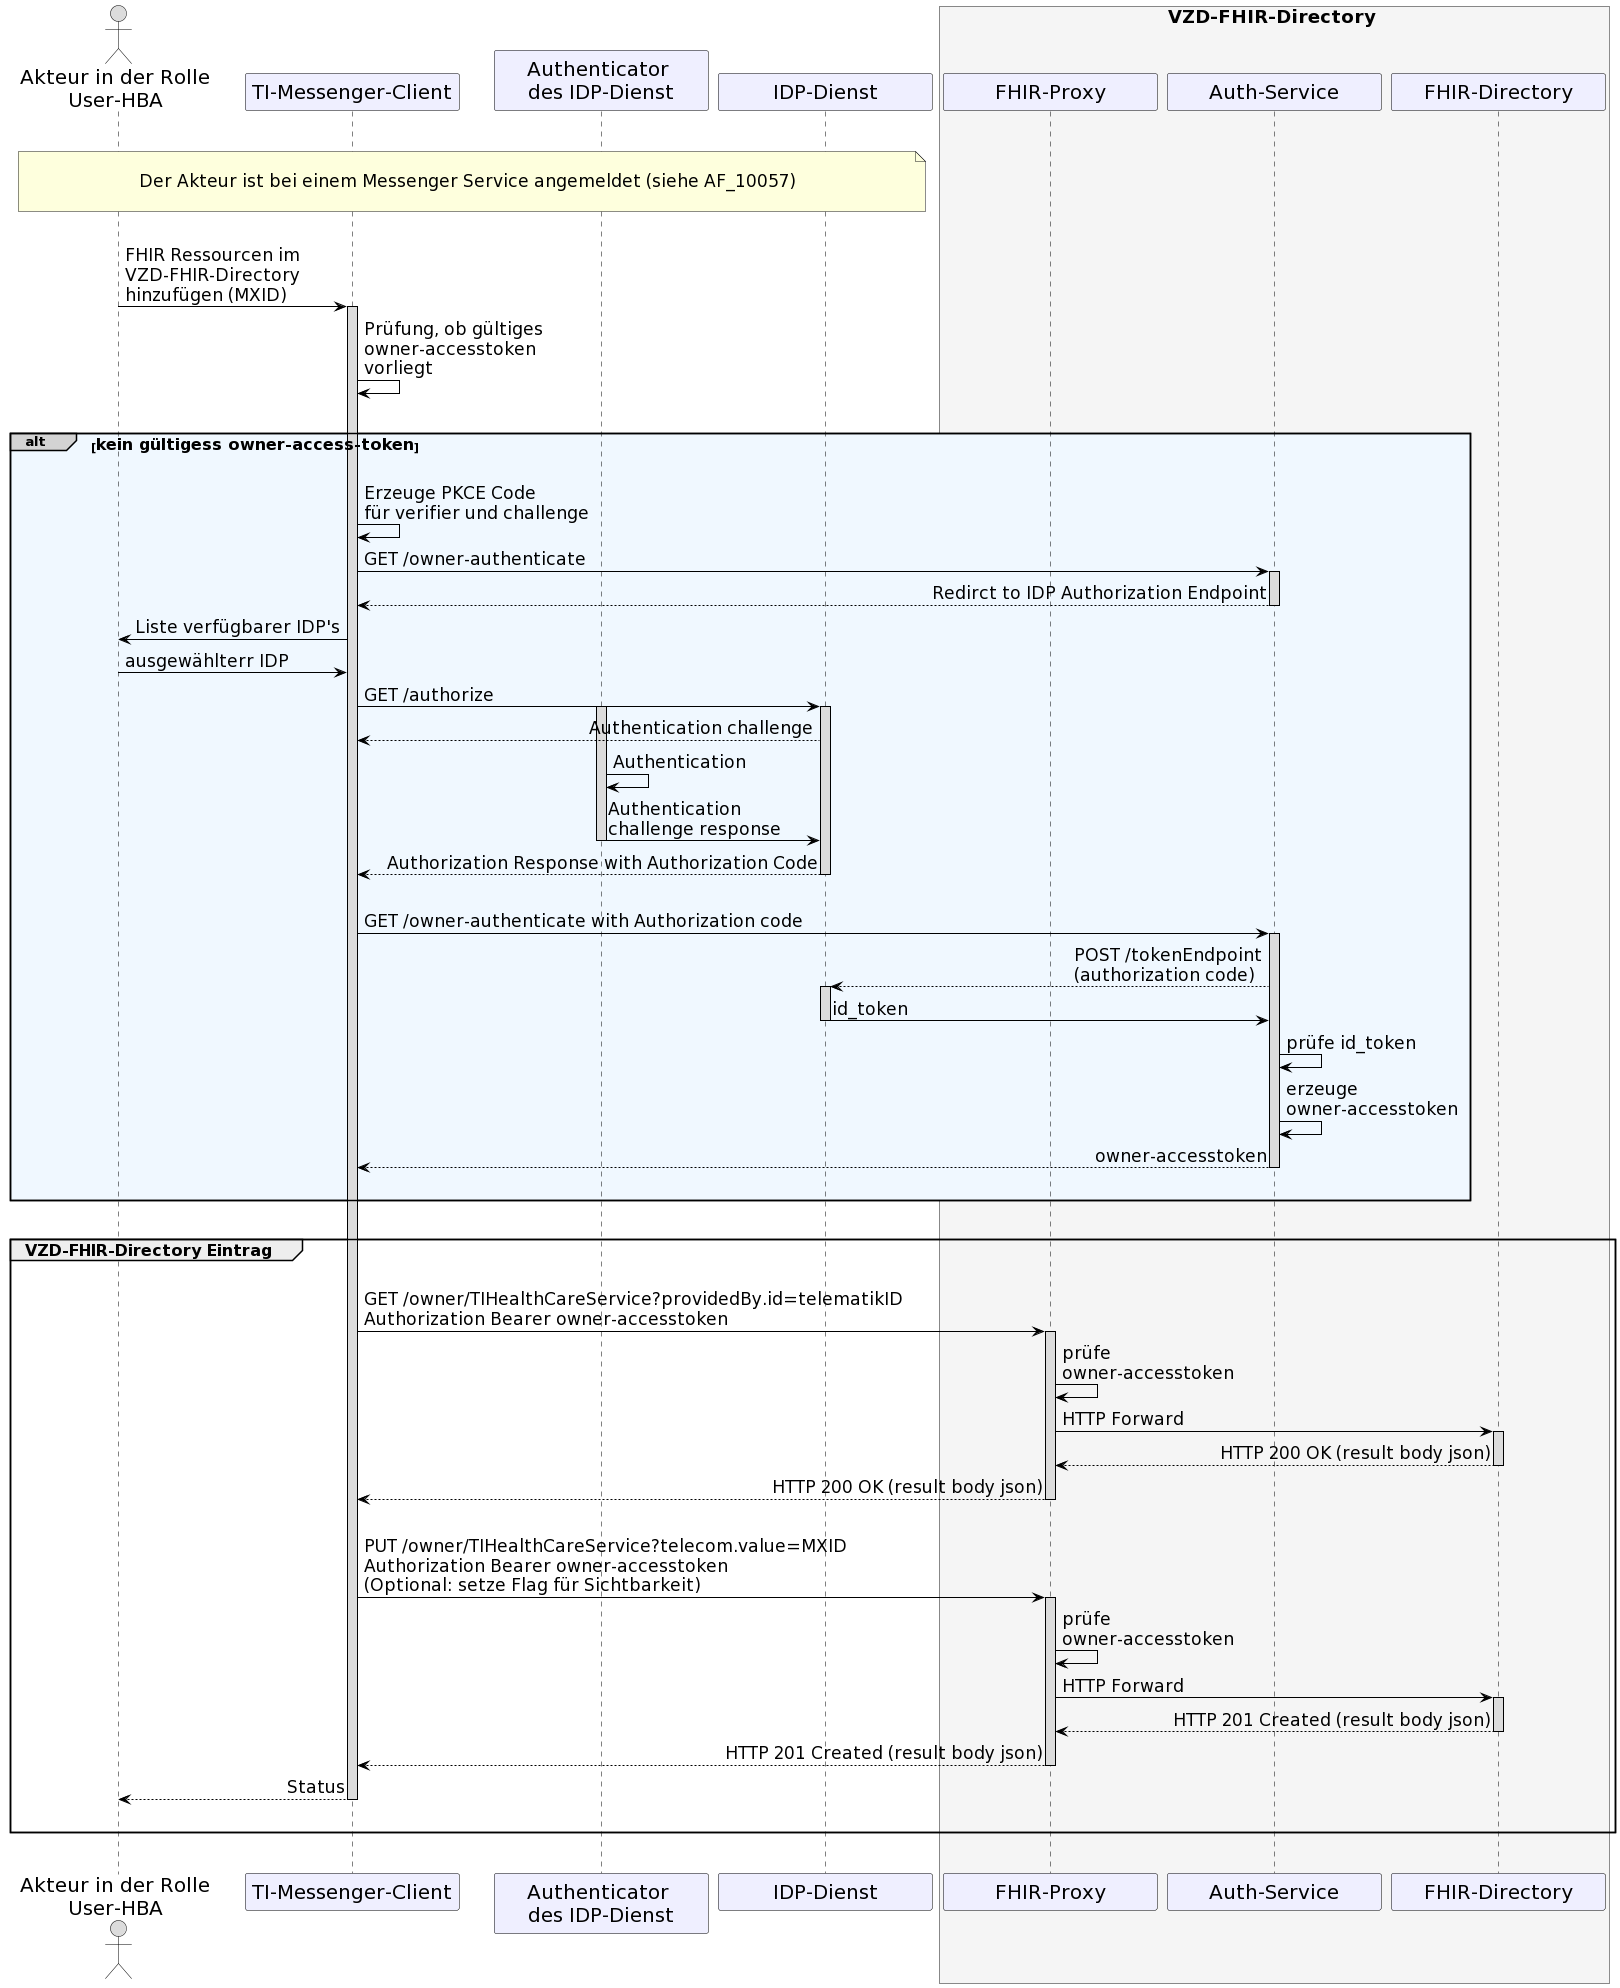 VZD-FHIR-Directory
Akteur in der Rolle
User-HBA
TI-Messenger-Client
Authenticator
des IDP-Dienst
IDP-Dienst
FHIR-Proxy
Auth-Service
FHIR-Directory
Der Akteur ist bei einem Messenger Service angemeldet (siehe AF_10057)
FHIR Ressourcen im
VZD-FHIR-Directory
hinzufügen (MXID)
Prüfung, ob gültiges
owner-accesstoken
vorliegt
alt
[kein gültigess owner-access-token]
Erzeuge PKCE Code
für verifier und challenge
GET /owner-authenticate
Redirct to IDP Authorization Endpoint
Liste verfügbarer IDP's
ausgewählterr IDP
GET /authorize
Authentication challenge
Authentication
Authentication
challenge response
Authorization Response with Authorization Code
GET /owner-authenticate with Authorization code
POST /tokenEndpoint
(authorization code)
id_token
prüfe id_token
erzeuge
owner-accesstoken
owner-accesstoken
VZD-FHIR-Directory Eintrag
GET /owner/TIHealthCareService?providedBy.id=telematikID
Authorization Bearer owner-accesstoken
prüfe
owner-accesstoken
HTTP Forward
HTTP 200 OK (result body json)
HTTP 200 OK (result body json)
PUT /owner/TIHealthCareService?telecom.value=MXID
Authorization Bearer owner-accesstoken
(Optional: setze Flag für Sichtbarkeit)
prüfe
owner-accesstoken
HTTP Forward
HTTP 201 Created (result body json)
HTTP 201 Created (result body json)
Status
Akteur in der Rolle
User-HBA
TI-Messenger-Client
Authenticator
des IDP-Dienst
IDP-Dienst
FHIR-Proxy
Auth-Service
FHIR-Directory